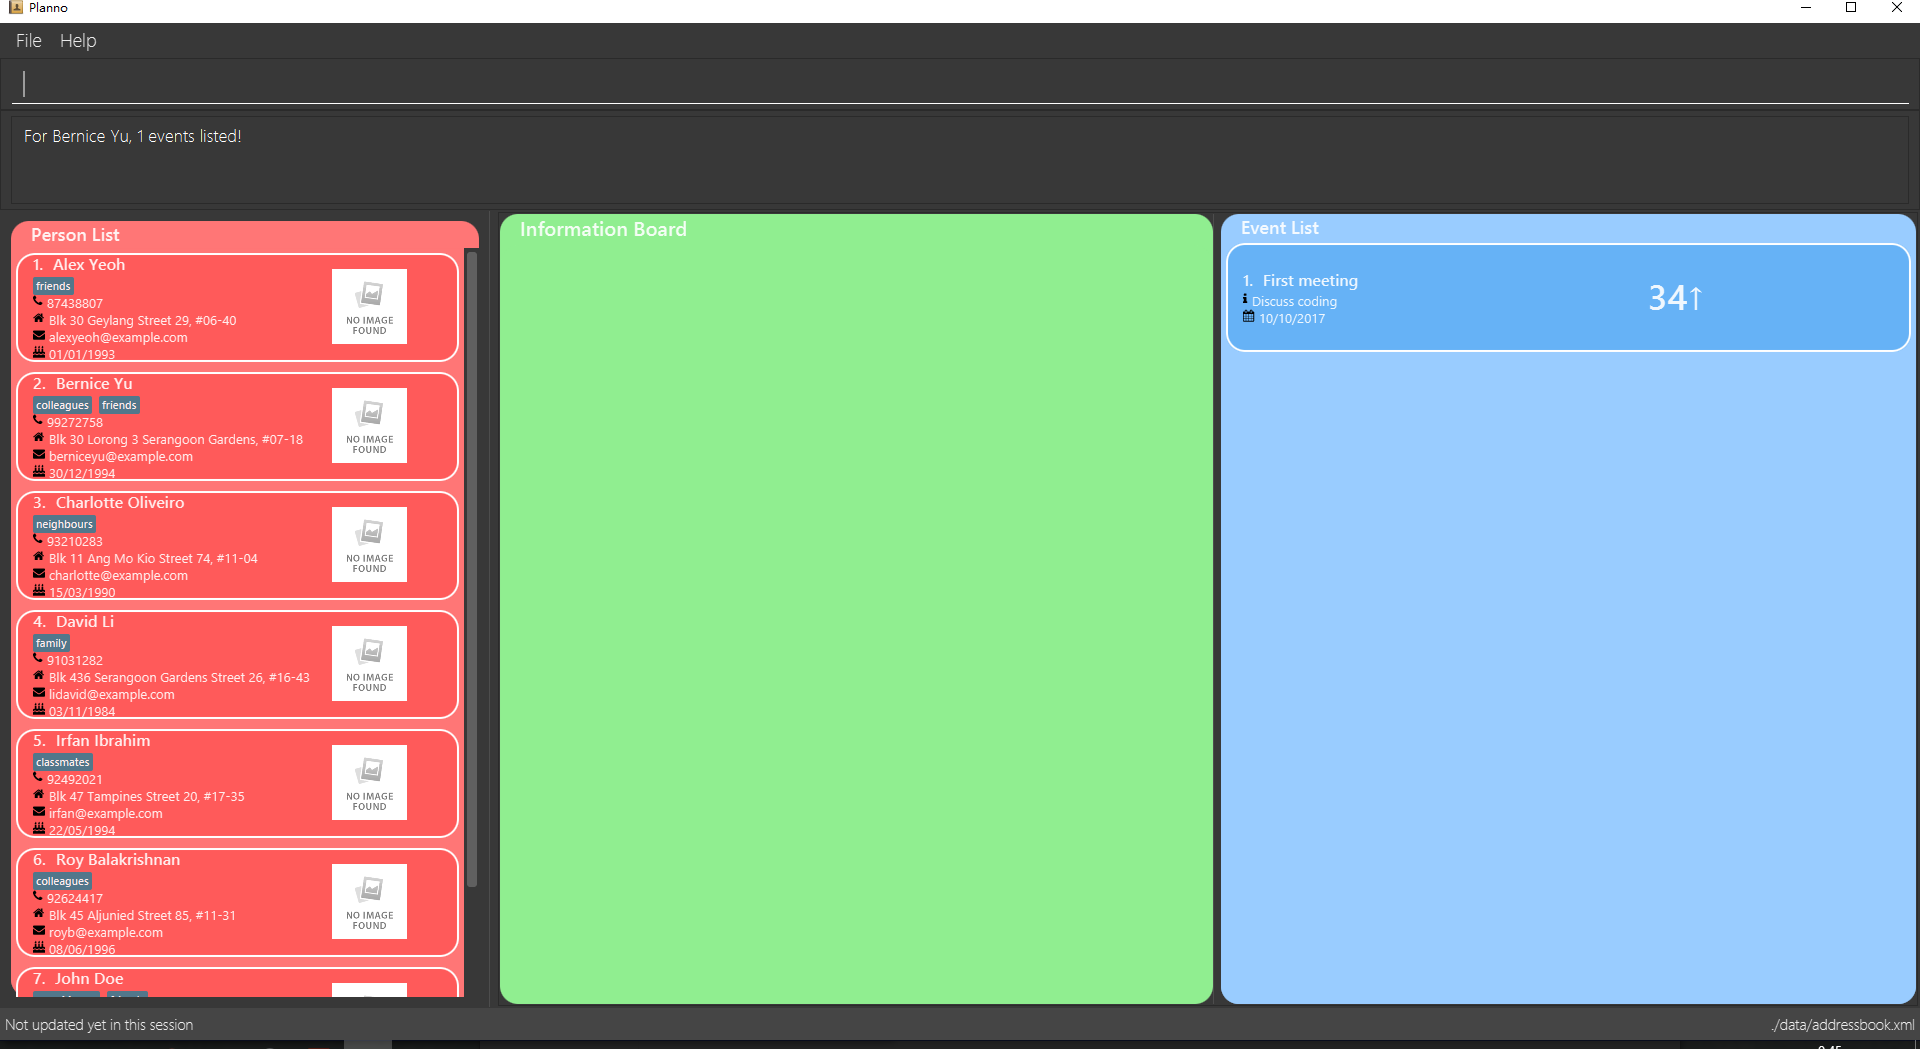 Planno
File Help
For Bernice Yu, 1 events listed!
Person List
1. Alex Yeoh
friends
87438807
Blk 30 Geylang Street 29, #06-40
alexyeoh@example.com
01/01/1993
NO IMAGE
FOUND
2. Bernice Yu
colleagues friends
99272758
Blk 30 Lorong 3 Serangoon Gardens, #07-18
berniceyu@example.com
30/12/1994
NO IMAGE
FOUND
3. Charlotte Oliveiro
neighbours
93210283
Blk 11 Ang Mo Kio Street 74, #11-04
charlotte@example.com
15/03/1990
NO IMAGE
FOUND
4. David Li
family
91031282
Blk 436 Serangoon Gardens Street 26, #16-43
lidavid@example.com
03/11/1984
NO IMAGE
FOUND
5. Irfan Ibrahim
classmates
92492021
Blk 47 Tampines Street 20, #17-35
irfan@example.com
22/05/1994
NO IMAGE
FOUND
6. Roy Balakrishnan
colleagues
92624417
Blk 45 Aljunied Street 85, #11-31
royb@example.com
08/06/1996
NO IMAGE
FOUND
7. John Doe
Information Board
Event List
1. First meeting
Discuss coding
10/10/2017
34↑
Not updated yet in this session
./data/addressbook.xml